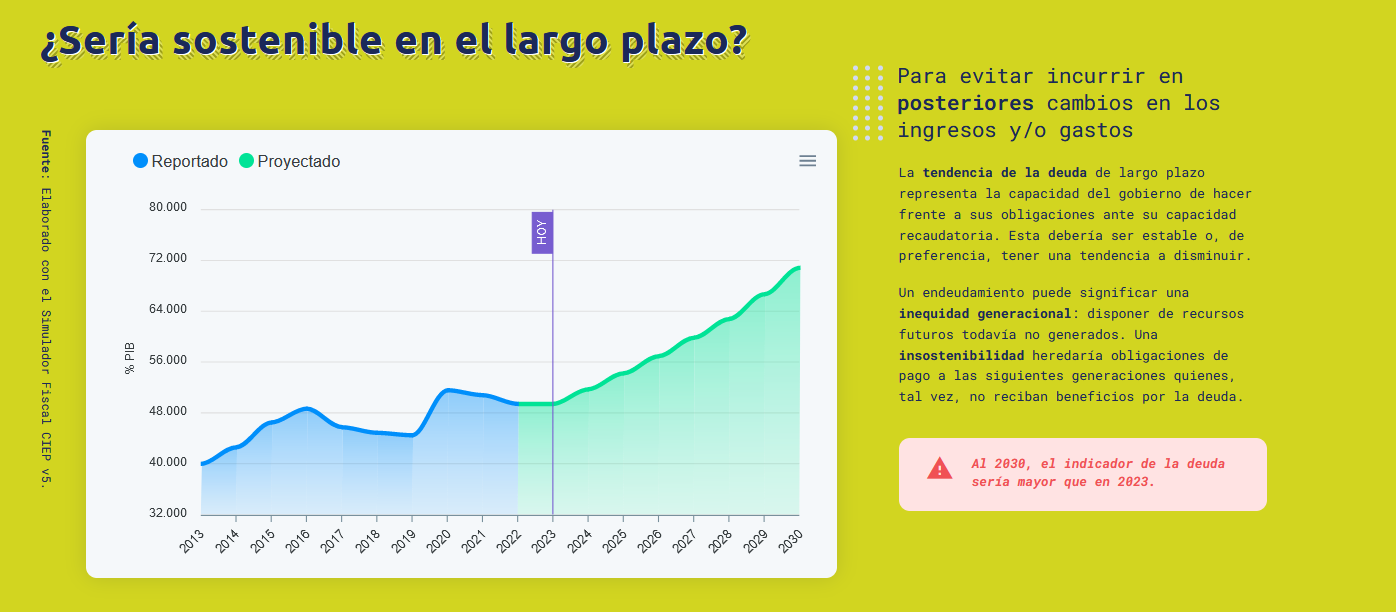 ¿Sería sostenible en el largo plazo?
Para evitar incurrir en
posteriores cambios en los
ingresos y/o gastos
Fuente: Elaborado con el Simulador Fiscal CIEP v5.
Reportado Proyectado
% PIB
80.000
72.000
64.000
56.000
48.000
40.000
32.000
HOY
2013 2014 2015 2016 2017 2018 2019 2020 2021 2022 2023 2024 2025 2026 2027 2028 2029 2030
La tendencia de la deuda de largo plazo
representa la capacidad del gobierno de hacer
frente a sus obligaciones ante su capacidad
recaudatoria. Esta debería ser estable o, de
preferencia, tener una tendencia a disminuir.
Un endeudamiento puede significar una
inequidad generacional: disponer de recursos
futuros todavía no generados. Una
insostenibilidad heredaría obligaciones de
pago a las siguientes generaciones quienes,
tal vez, no reciban beneficios por la deuda.
Al 2030, el indicador de la deuda
sería mayor que en 2023.